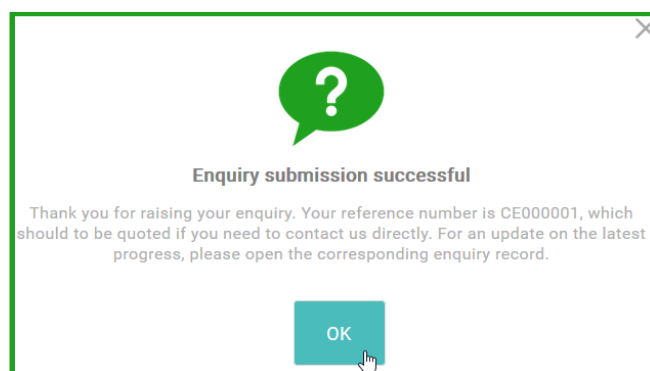 ?
Enquiry submission successful
Thank you for raising your enquiry. Your reference number is CE000001, which
should to be quoted if you need to contact us directly. For an update on the latest
progress, please open the corresponding enquiry record.
OK